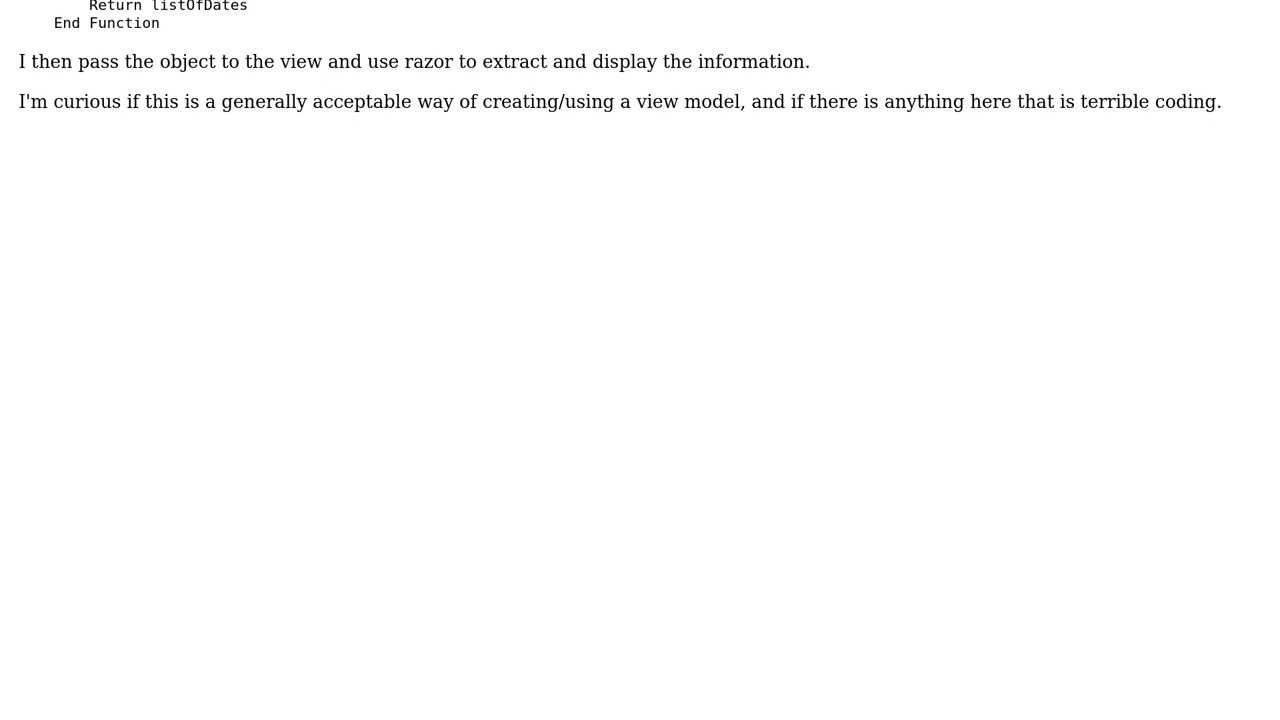 Return listOfDates
    End Function
I then pass the object to the view and use razor to extract and display the information.
I'm curious if this is a generally acceptable way of creating/using a view model, and if there is anything here that is terrible coding.